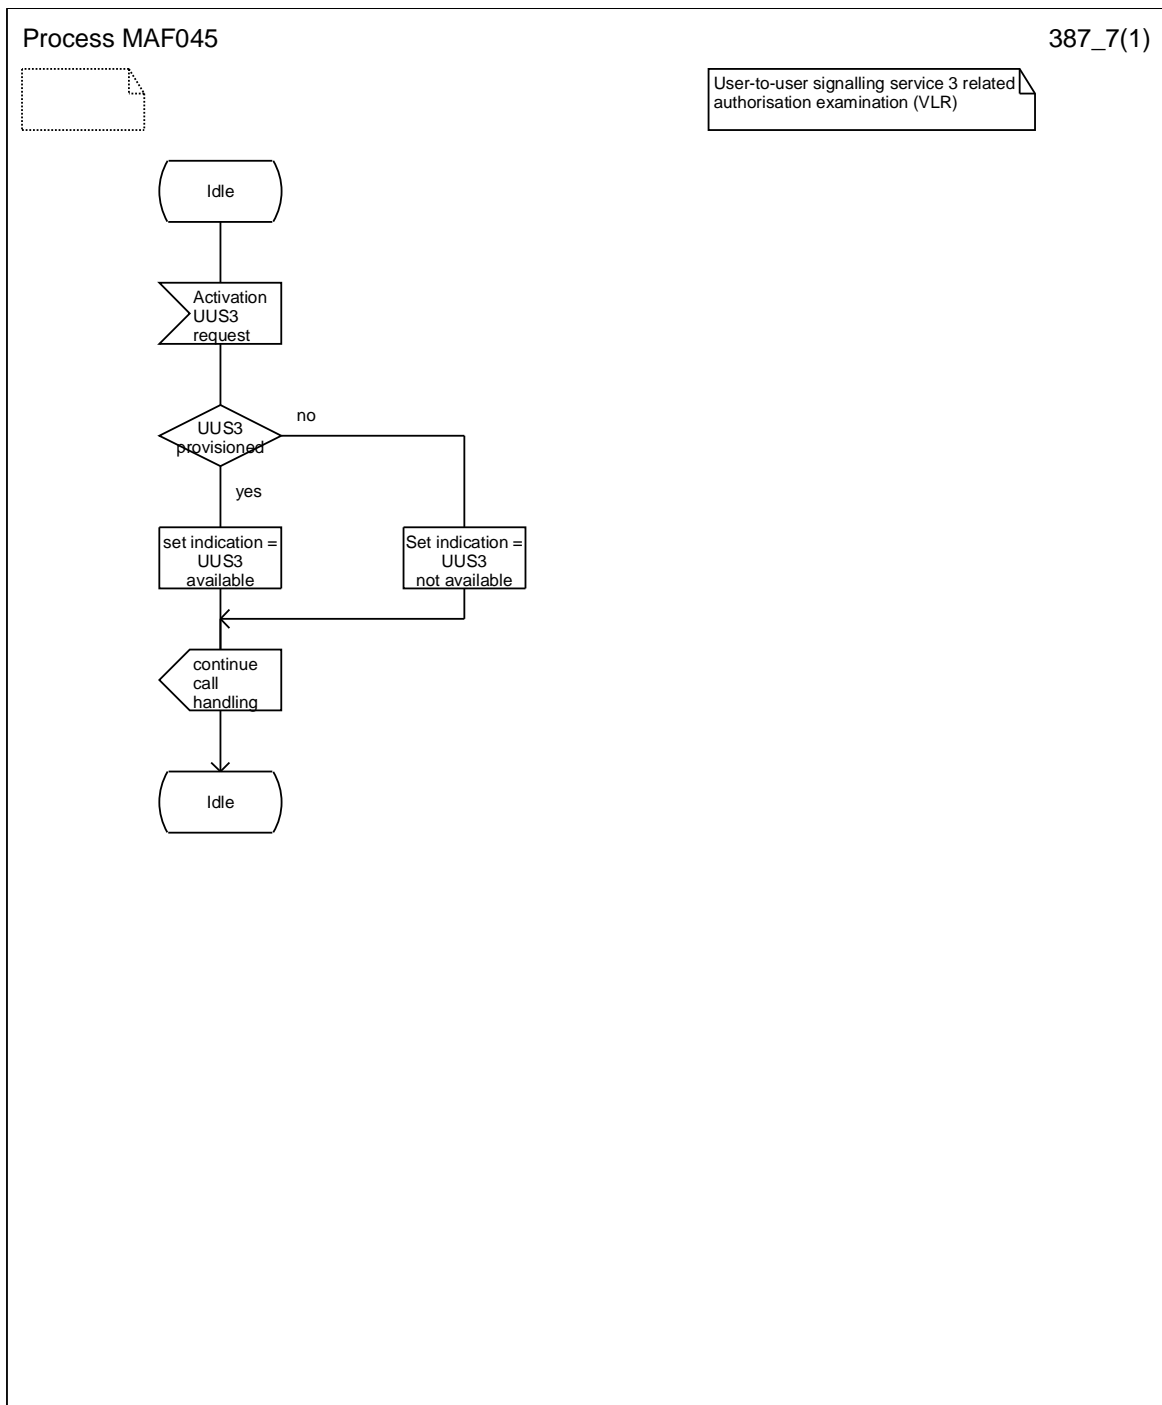 Process MAF045
387_7(1)
User-to-user signalling service 3 related
authorisation examination (VLR)
Idle
Activation
UUS3
request
UUS3
provisioned
no
yes
set indication =
UUS3
available
Set indication =
UUS3
not available
continue
call
handling
Idle